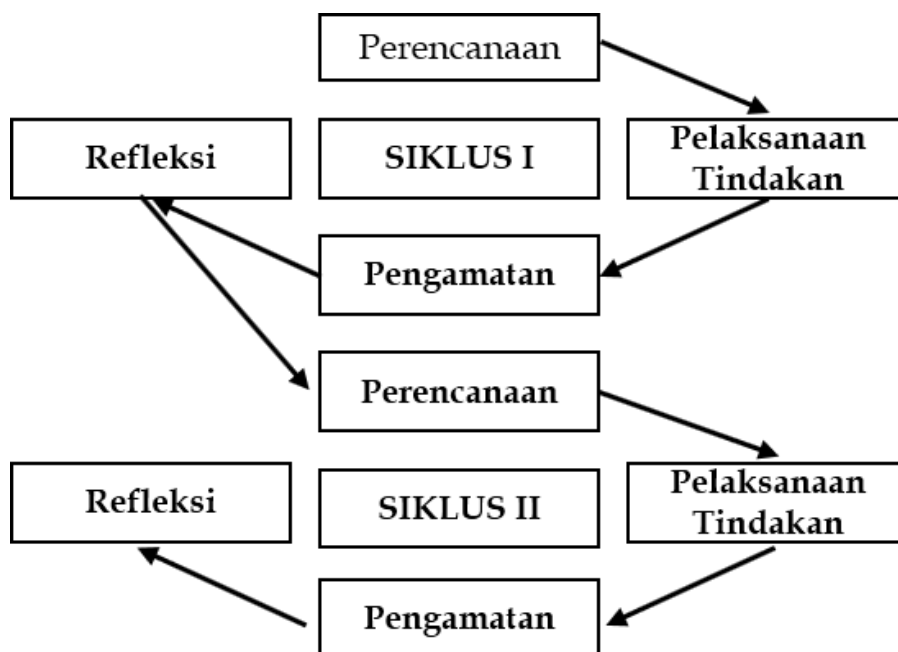 Perencanaan
Refleksi
SIKLUS I
Pelaksanaan
Tindakan
Pengamatan
Perencanaan
Refleksi
SIKLUS II
Pelaksanaan
Tindakan
Pengamatan